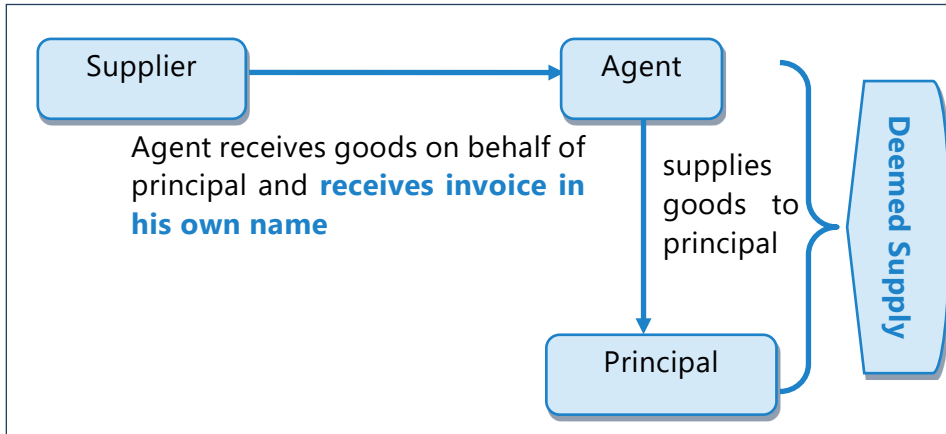 Supplier
Agent
Agent receives goods on behalf of
principal and receives invoice in
his own name
supplies
goods to
principal
Deemed Supply
Principal